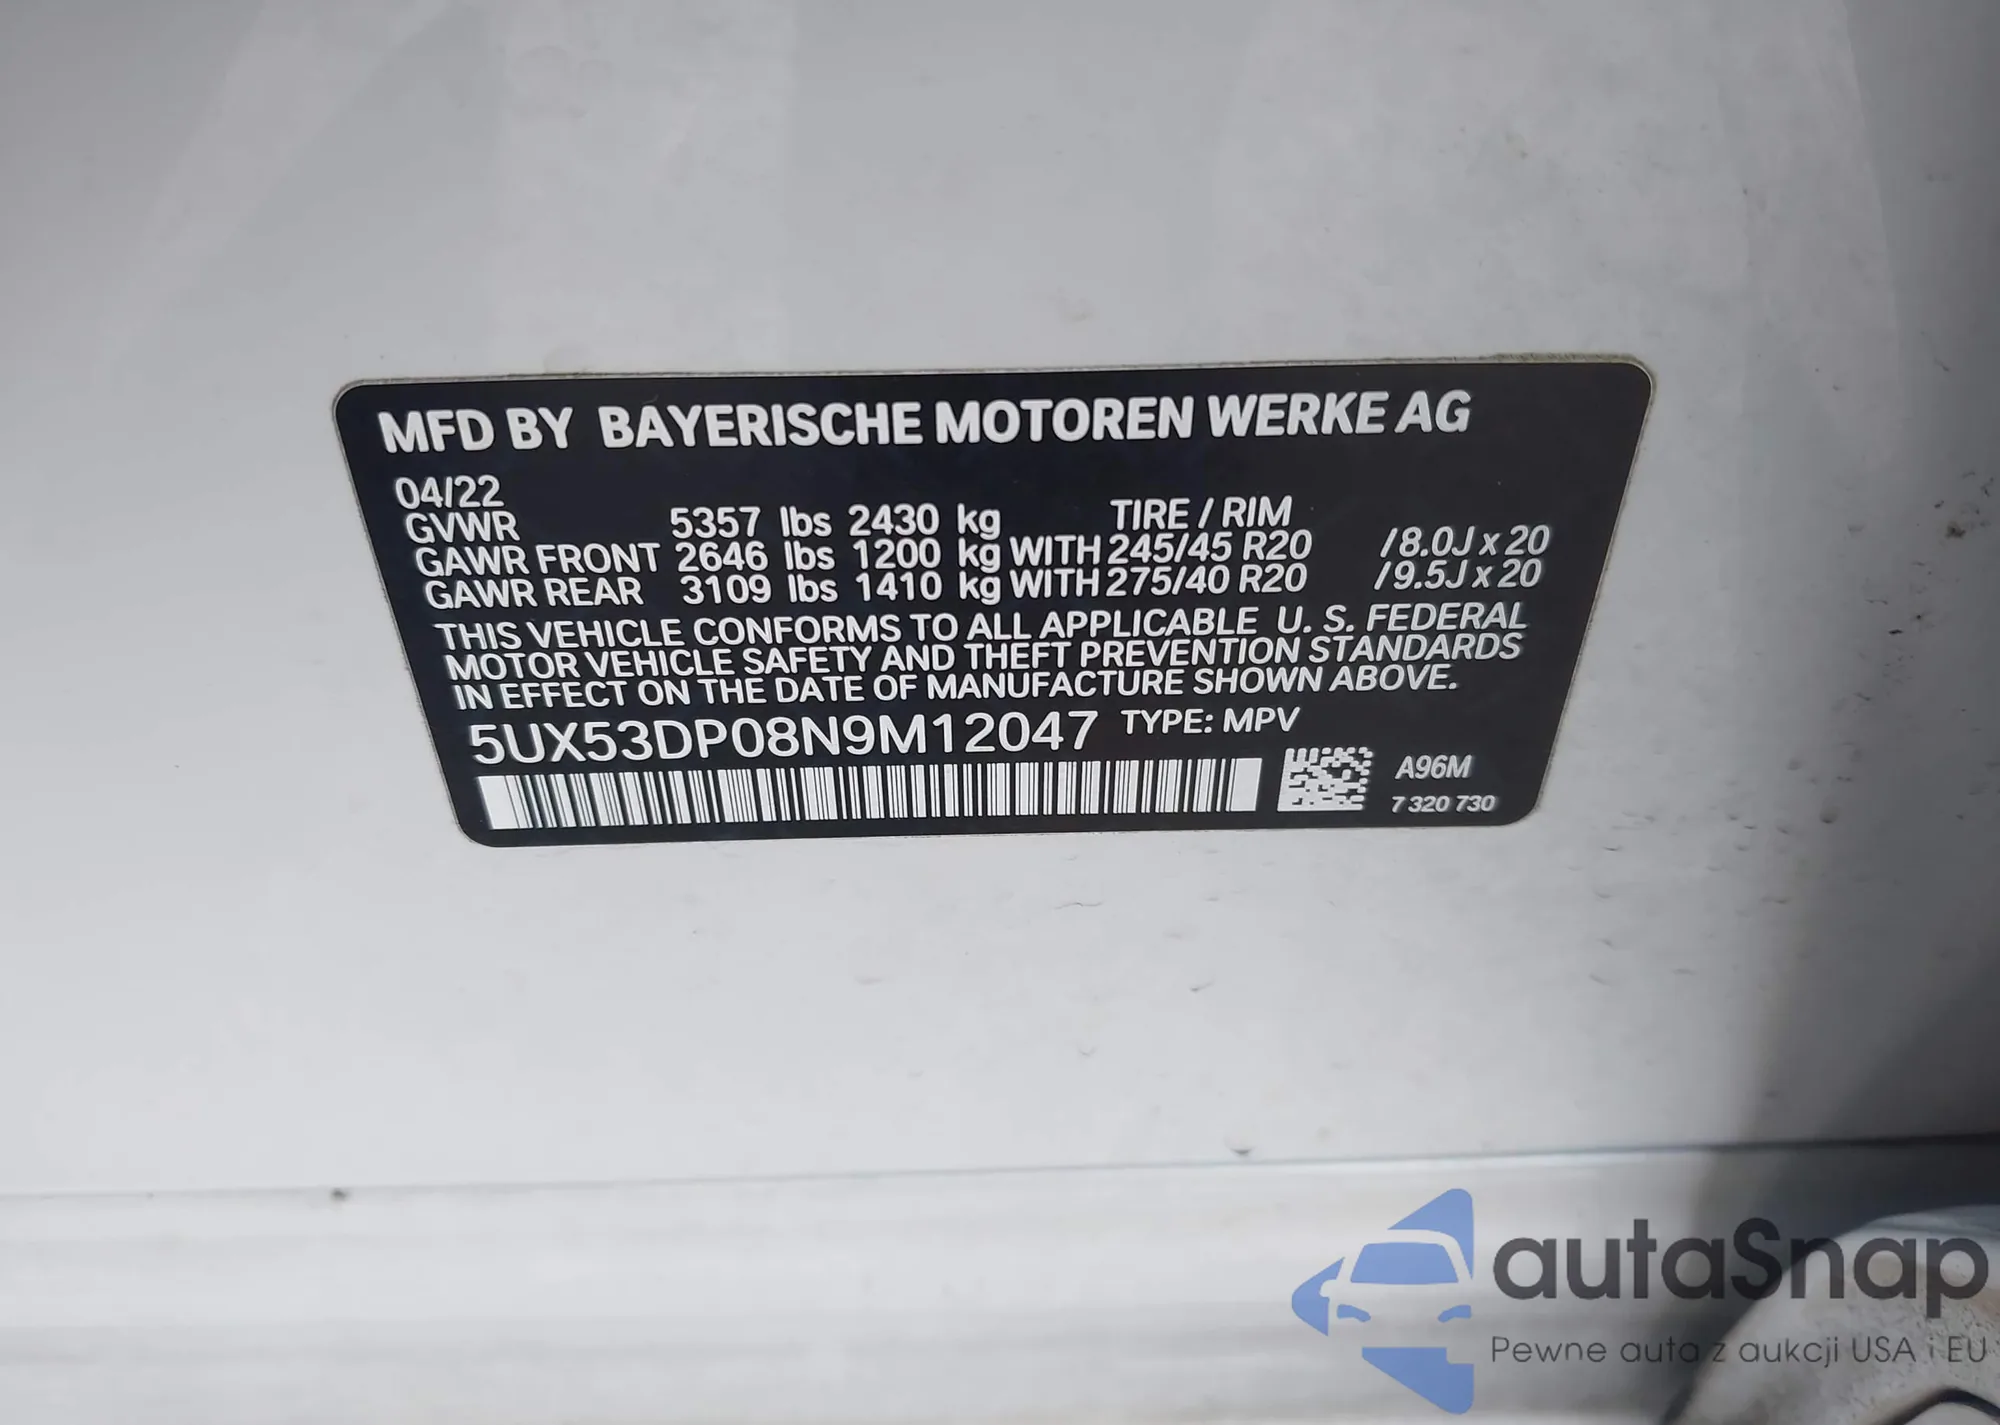 MFD BY BAYERISCHE MOTOREN WERKE AG
04/22
GVWR 5357 lbs 2430 kg TIRE / RIM
GAWR FRONT 2646 lbs 1200 kg WITH 245/45 R20 /8.0J x 20
GAWR REAR 3109 lbs 1410 kg WITH 275/40 R20 /9.5J x 20
THIS VEHICLE CONFORMS TO ALL APPLICABLE U. S. FEDERAL
MOTOR VEHICLE SAFETY AND THEFT PREVENTION STANDARDS
IN EFFECT ON THE DATE OF MANUFACTURE SHOWN ABOVE.
5UX53DP08N9M12047 TYPE: MPV
A96M
7 320 730
autaSnap
Pewne auta z aukcji USA i EU